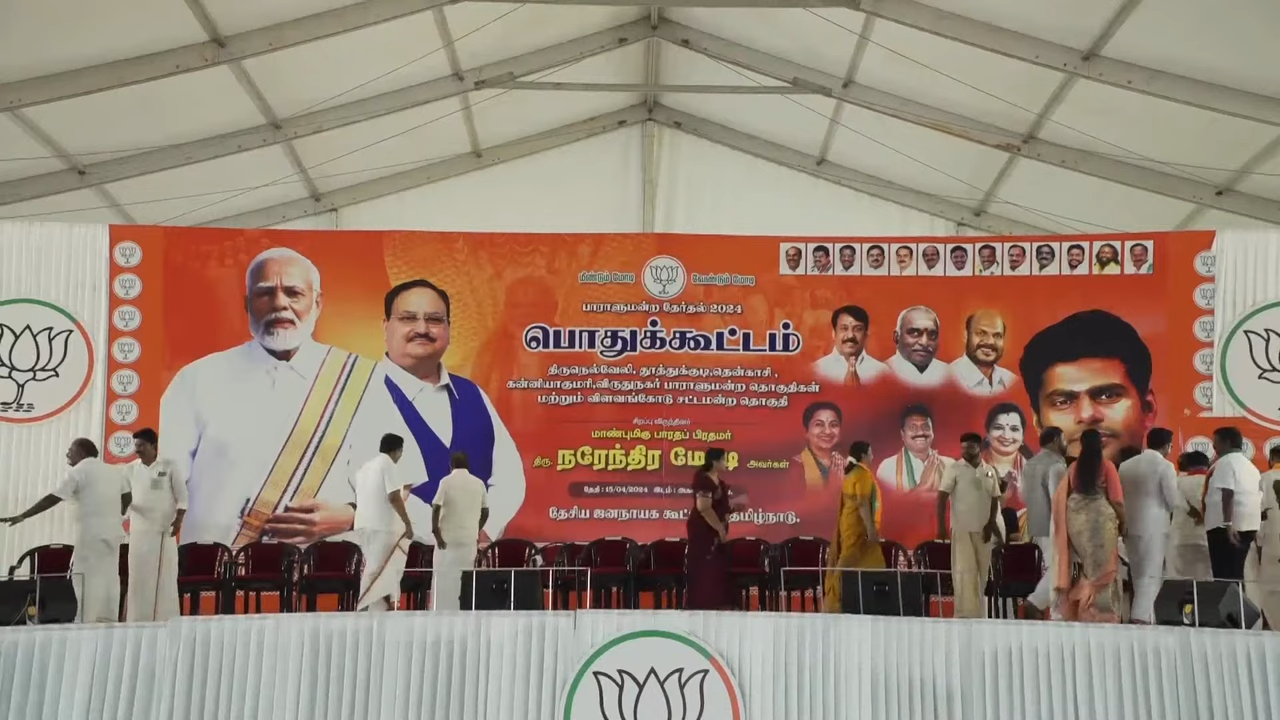 மீண்டும் மோடி வேண்டும் மோடி
பாராளுமன்ற தேர்தல் 2024
பொதுக்கூட்டம்
திருநெல்வேலி, தூத்துக்குடி,தென்காசி,
கன்னியாகுமரி,விருதுநகர் பாராளுமன்ற தொகுதிகள்
மற்றும் விளவங்கோடு சட்டமன்ற தொகுதி
சிறப்பு விருந்தினர்
மாண்புமிகு பாரதப் பிரதமர்
திரு. நரேந்திர மோடி அவர்கள்
தேதி : 15/04/2024 இடம் :
தேசிய ஜனநாயக தமிழ்நாடு.